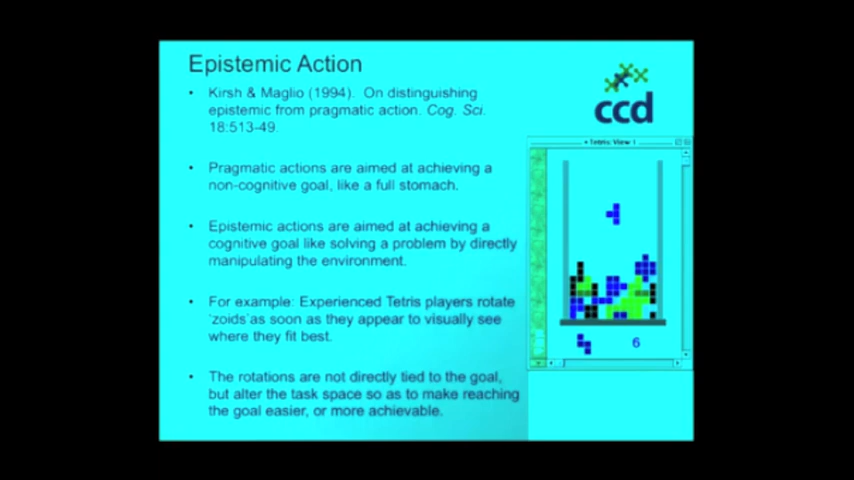 Epistemic Action
• Kirsh & Maglio (1994). On distinguishing
epistemic from pragmatic action. Cog. Sci.
18:513-49.
• Pragmatic actions are aimed at achieving a
non-cognitive goal, like a full stomach.
• Epistemic actions are aimed at achieving a
cognitive goal like solving a problem by directly
manipulating the environment.
• For example: Experienced Tetris players rotate
'zoids' as soon as they appear to visually see
where they fit best.
• The rotations are not directly tied to the goal,
but alter the task space so as to make reaching
the goal easier, or more achievable.
ccd
Tetris: View 1
6